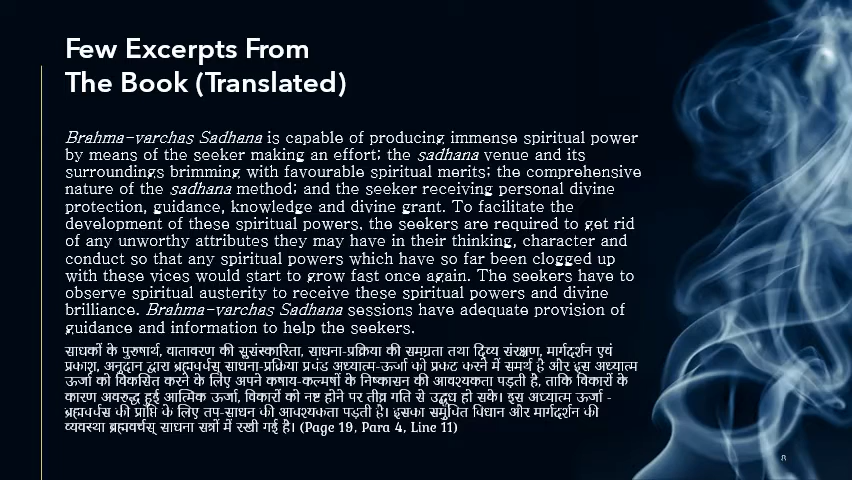 Few Excerpts From
The Book (Translated)
Brahma-varchas Sadhana is capable of producing immense spiritual power
by means of the seeker making an effort; the sadhana venue and its
surroundings brimming with favourable spiritual merits; the comprehensive
nature of the sadhana method; and the seeker receiving personal divine
protection, guidance, knowledge and divine grant. To facilitate the
development of these spiritual powers, the seekers are required to get rid
of any unworthy attributes they may have in their thinking, character and
conduct so that any spiritual powers which have so far been clogged up
with these vices would start to grow fast once again. The seekers have to
observe spiritual austerity to receive these spiritual powers and divine
brilliance. Brahma-varchas Sadhana sessions have adequate provision of
guidance and information to help the seekers.
साधकों के पुरुषार्थ, वातावरण की सुसंस्कारिता, साधना-प्रक्रिया की समग्रता तथा दिव्य संरक्षण, मार्गदर्शन एवं
प्रकाश, अनुदान द्वारा ब्रह्मवर्चस् साधना-प्रक्रिया प्रचंड अध्यात्म-ऊर्जा को प्रकट करने में समर्थ है और इस अध्यात्म
ऊर्जा को विकसित करने के लिए अपने कषाय-कल्मषों के निष्कासन की आवश्यकता पड़ती है, ताकि विकारों के
कारण अवरुद्ध हुई आत्मिक ऊर्जा, विकारों को नष्ट होने पर तीव्र गति से उद्बुध हो सके। इस अध्यात्म ऊर्जा -
ब्रह्मवर्चस की प्राप्ति के लिए तप-साधन की आवश्यकता पड़ती है। इसका समुचित विधान और मार्गदर्शन की
व्यवस्था ब्रह्मवर्चस् साधना सत्रों में रखी गई है। (Page 19, Para 4, Line 11)